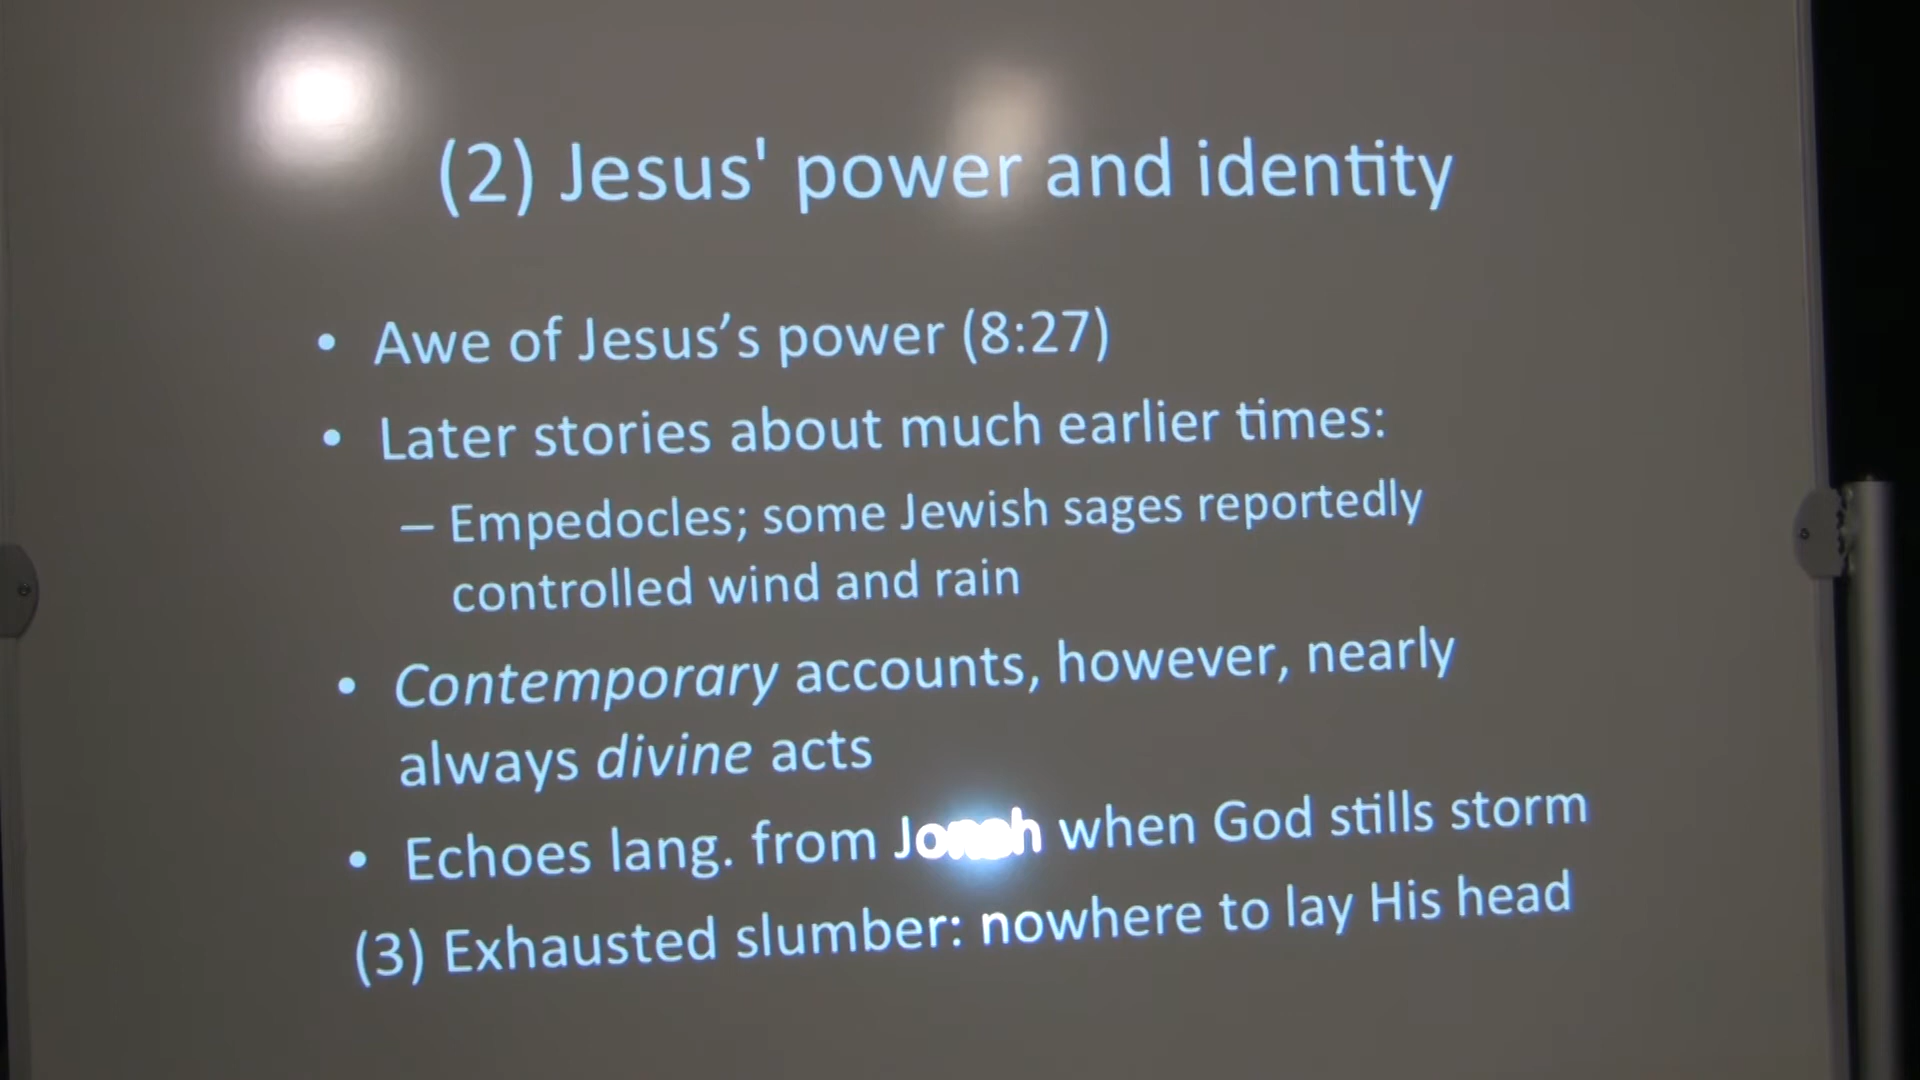 (2) Jesus' power and identity
• Awe of Jesus’s power (8:27)
• Later stories about much earlier times:
– Empedocles; some Jewish sages reportedly
controlled wind and rain
• Contemporary accounts, however, nearly
always divine acts
• Echoes lang. from Jonah when God stills storm
(3) Exhausted slumber: nowhere to lay His head